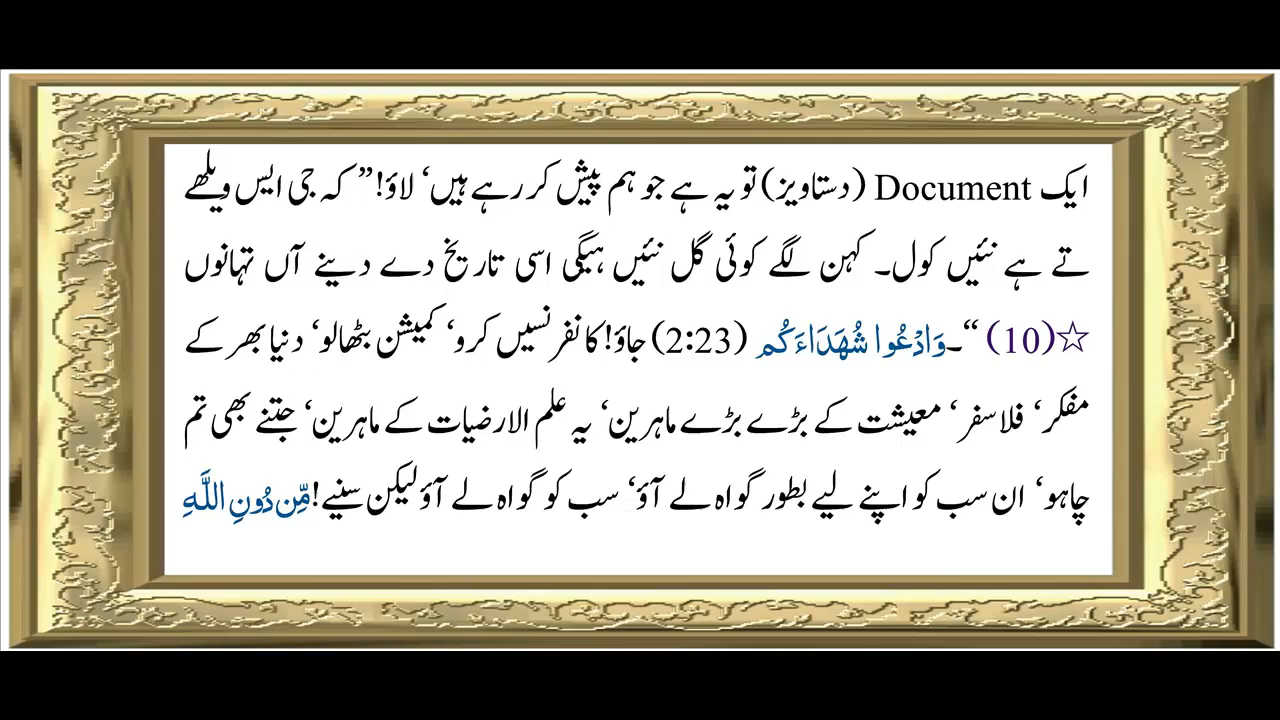 ایک Document (دستاویز) تو یہ ہے جو ہم پیش کر رہے ہیں‘ لاؤ!” کہ جی ایس ویلھے
تے ہے نئیں کول۔ کہن لگے کوئی گل نئیں ہیگی اسی تاریخ دے دینے آں تہانوں
☆(10) “۔وَادْعُوا شُهَدَاءَكُم (2:23) جاؤ! کانفرنسیں کرو‘ کمیشن بٹھالو‘ دنیا بھر کے
مفکر‘ فلاسفر‘ معیشت کے بڑے بڑے ماہرین‘ یہ علم الارضیات کے ماہرین‘ جتنے بھی تم
چاہو‘ ان سب کو اپنے لیے بطور گواہ لے آؤ‘ سب کو گواہ لے آؤ لیکن سنیے! مِّن دُونِ اللَّهِ